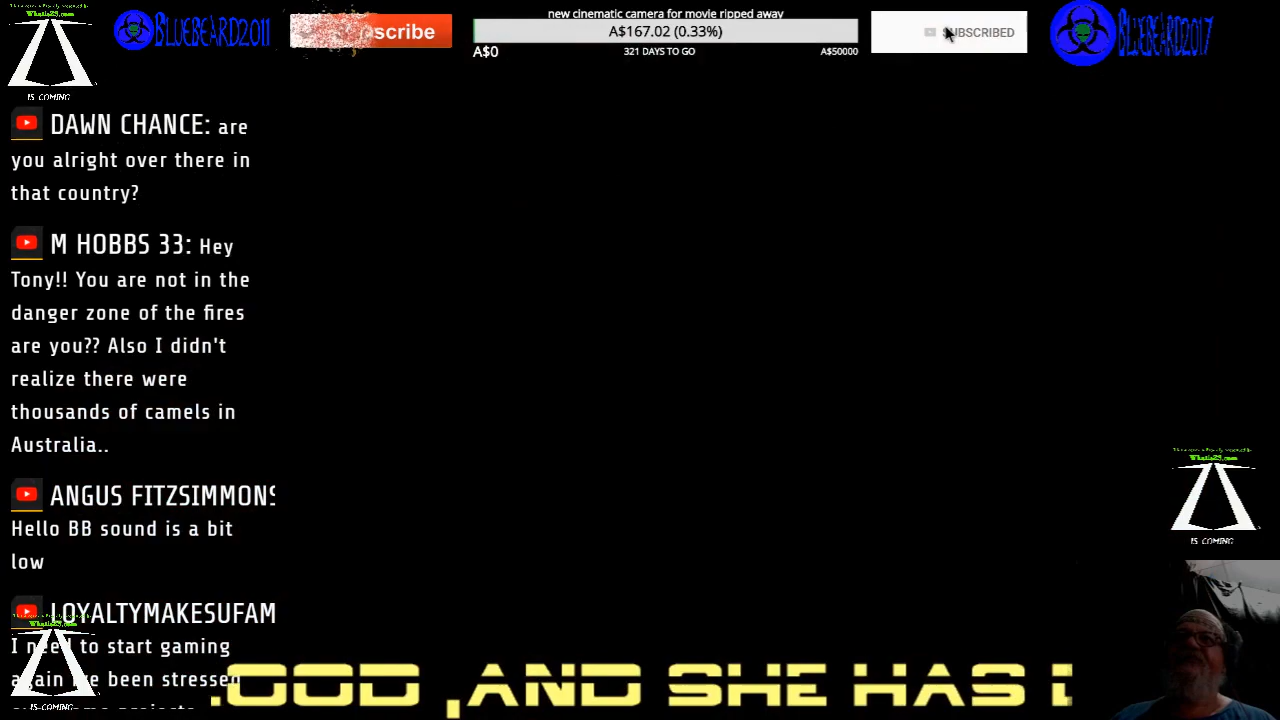 BLUEBEARD2011
scribe
new cinematic camera for movie ripped away
A$167.02 (0.33%)
A$0
321 DAYS TO GO
A$50000
SUBSCRIBED
BLUEBEARD2017
IS COMING
DAWN CHANCE: are
you alright over there in
that country?
M HOBBS 33: Hey
Tony!! You are not in the
danger zone of the fires
are you?? Also I didn't
realize there were
thousands of camels in
Australia..
ANGUS FITZSIMMONS
Hello BB sound is a bit
low
LOYALTYMAKESUFAM
I need to start gaming
again I've been stressed
IS COMING
Whatis23.com
IS COMING
.OOD ,AND SHE HAS